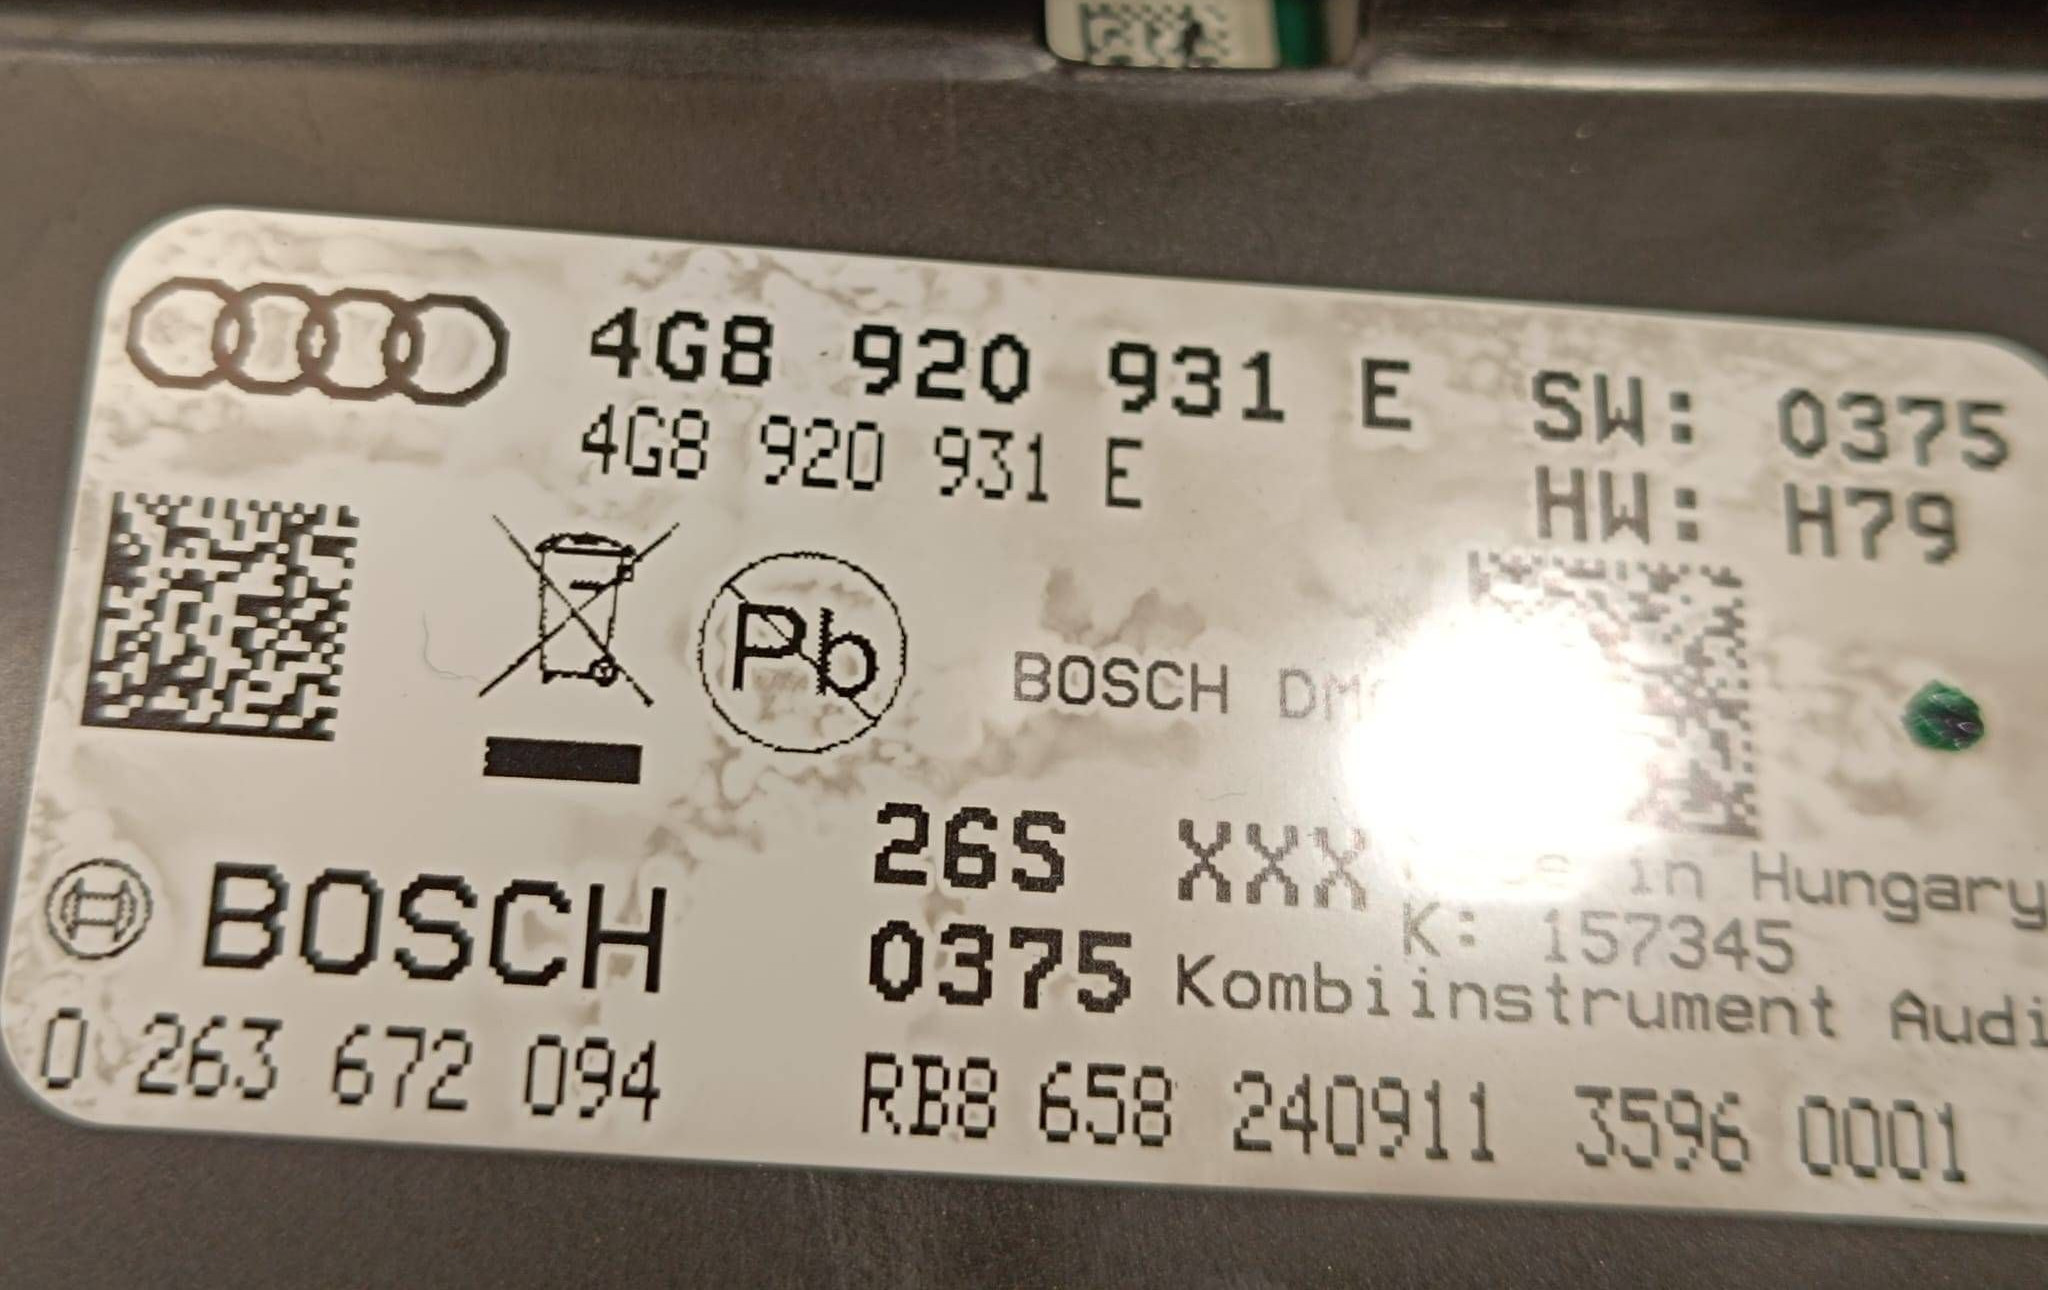 4G8 920 931 E SW: 0375
4G8 920 931 E HW: H79
Pb
BOSCH
26S XXX
in Hungary
K: 157345
BOSCH
0375 Kombiinstrument Audi
0 263 672 094
RB8 658 240911 3596 0001